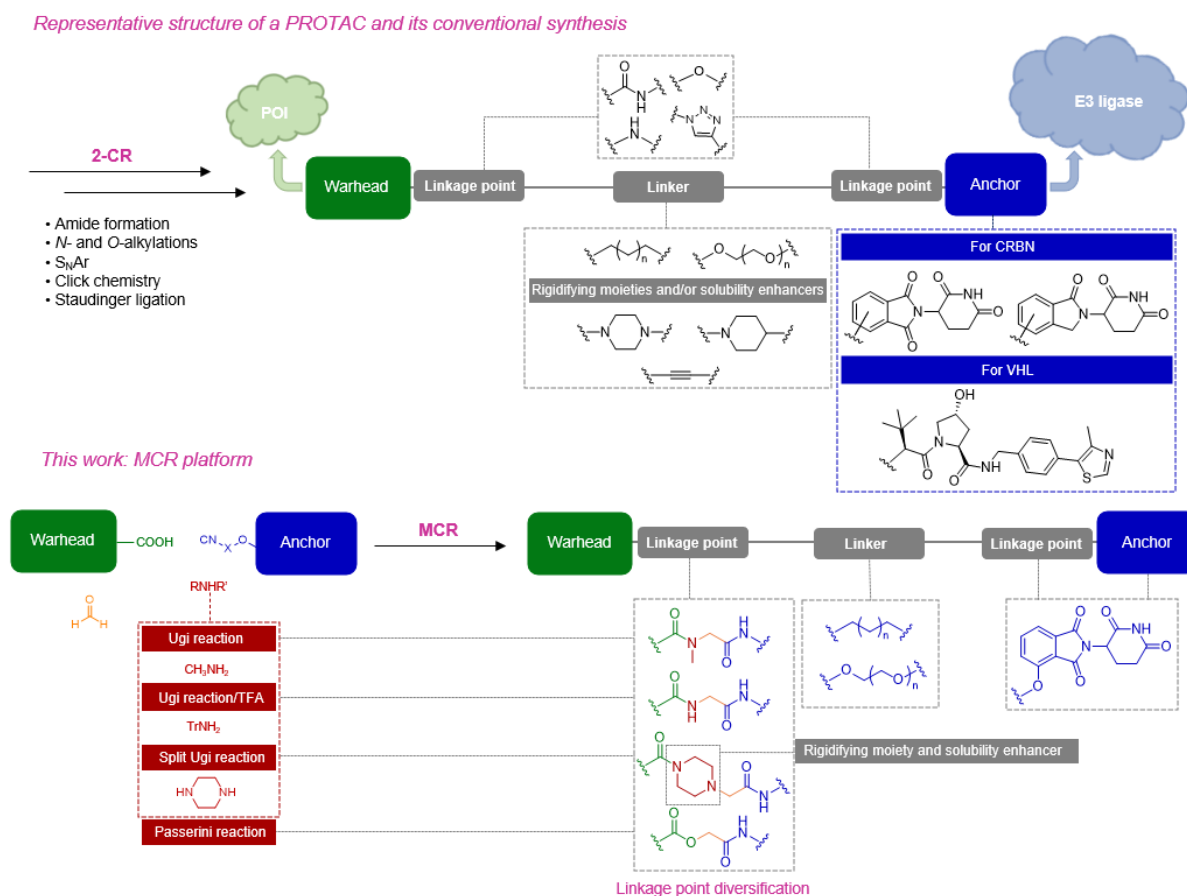 Representative structure of a PROTAC and its conventional synthesis
POI
E3 ligase
2-CR
Warhead
Linkage point
Linker
Linkage point
Anchor
• Amide formation
• N- and O-alkylations
• SNAr
• Click chemistry
• Staudinger ligation
O
N
H
O
H
N
N
N
N
n
O
O
n
Rigidifying moieties and/or solubility enhancers
N
N
N
For CRBN
O
N
O
O
NH
O
O
N
O
NH
O
For VHL
OH
N
O
O
NH
S
N
This work: MCR platform
Warhead
COOH
CN
X
O
Anchor
MCR
Warhead
Linkage point
Linker
Linkage point
Anchor
O
H H
RNHR'
Ugi reaction
CH3NH2
Ugi reaction/TFA
TrNH2
Split Ugi reaction
HN
NH
Passerini reaction
O
N
O
H
N
O
N
H
O
H
N
O
N
N
O
N
H
O
O
O
H
N
n
O
O
n
O
N
O
O
NH
O
O
Rigidifying moiety and solubility enhancer
Linkage point diversification